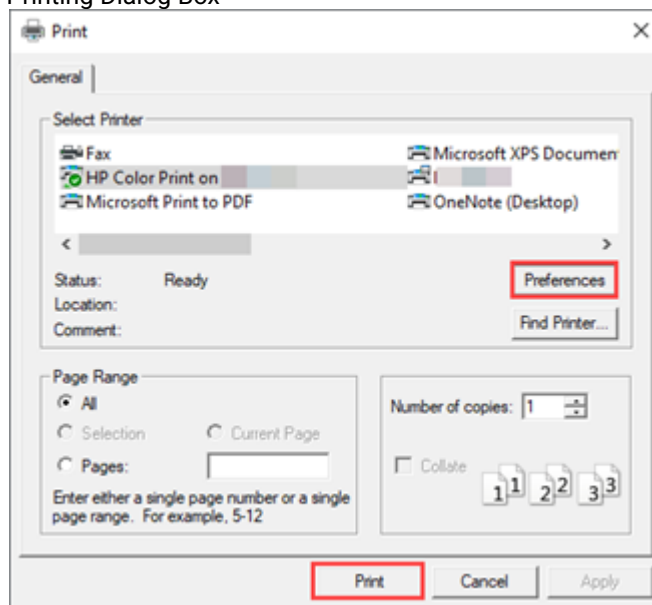 Printing Dialog Box
Print
General
Select Printer
Fax
Microsoft XPS Documen
HP Color Print on
Microsoft Print to PDF
OneNote (Desktop)
Status: Ready
Preferences
Location:
Comment:
Find Printer...
Page Range
All
Selection
Current Page
Pages:
Enter either a single page number or a single
page range. For example, 5-12
Number of copies: 1
Collate
1 1 2 2 3 3
Print
Cancel
Apply